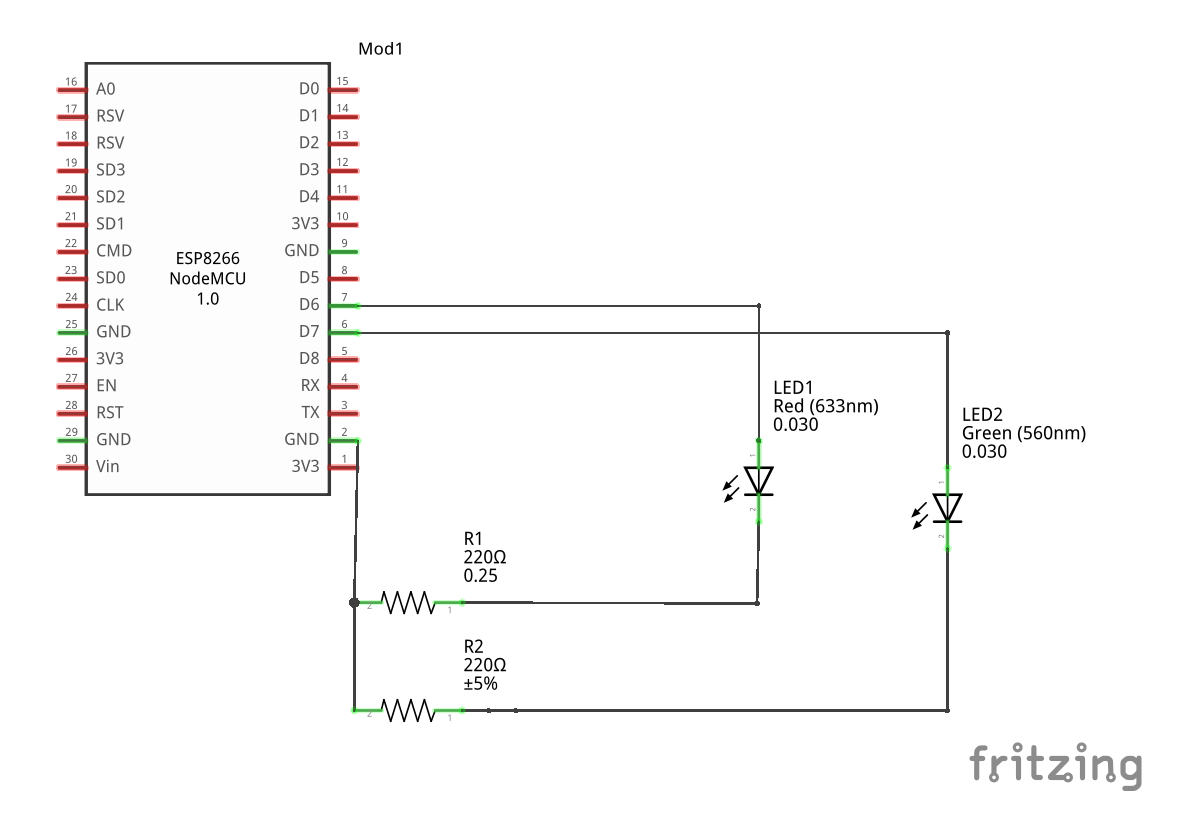 Mod1
16 A0 D0 15
17 RSV D1 14
18 RSV D2 13
19 SD3 D3 12
20 SD2 D4 11
21 SD1 3V3 10
22 CMD GND 9
23 SD0 D5 8
24 CLK D6 7
25 GND D7 6
26 3V3 D8 5
27 EN RX 4
28 RST TX 3
29 GND GND 2
30 Vin 3V3 1
ESP8266
NodeMCU
1.0
LED1
Red (633nm)
0.030
1
2
LED2
Green (560nm)
0.030
1
2
R1
220Ω
0.25
2 1
R2
220Ω
±5%
2 1
fritzing